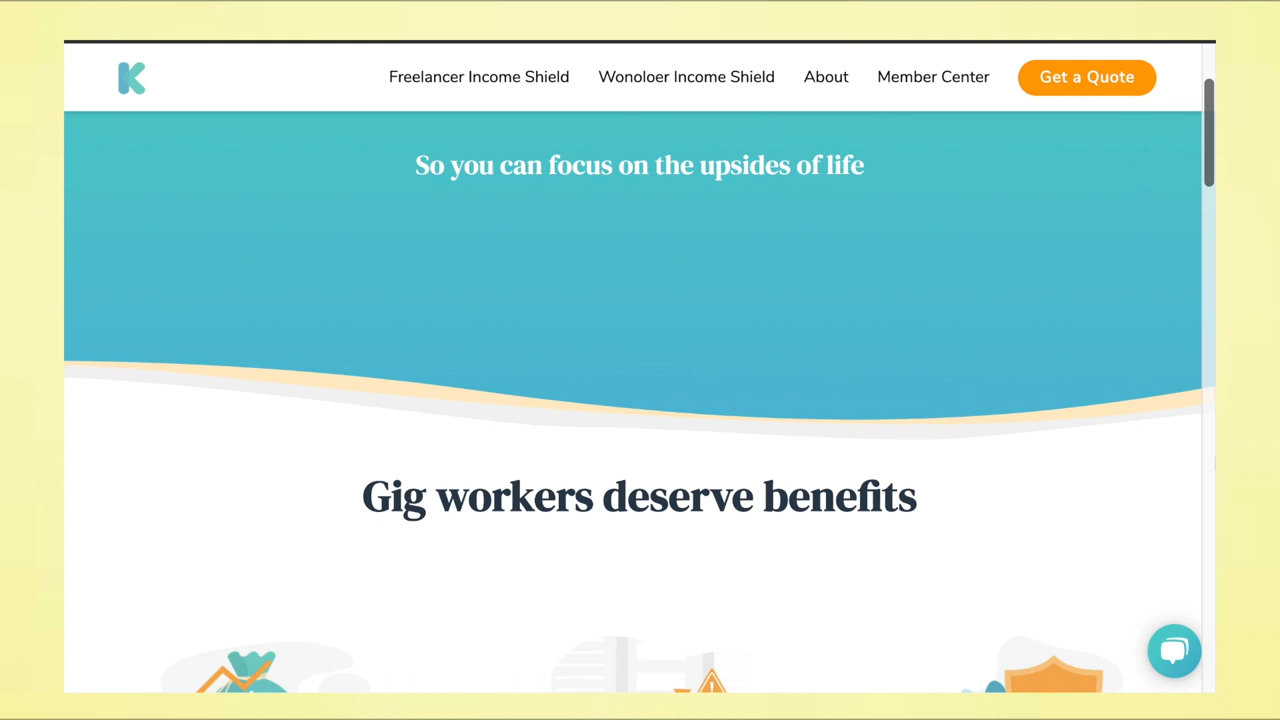 K
Freelancer Income Shield
Wonoloer Income Shield
About
Member Center
Get a Quote
So you can focus on the upsides of life
Gig workers deserve benefits